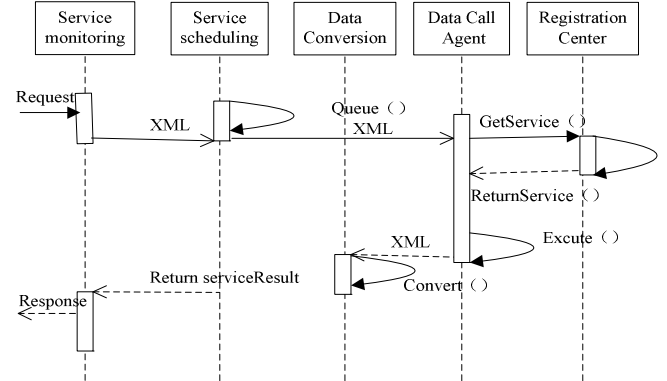 Service
monitoring
Service
scheduling
Data
Conversion
Data Call
Agent
Registration
Center
Request
XML
Queue（）
XML
GetService（）
ReturnService（）
Excute（）
XML
Convert（）
Return serviceResult
Response